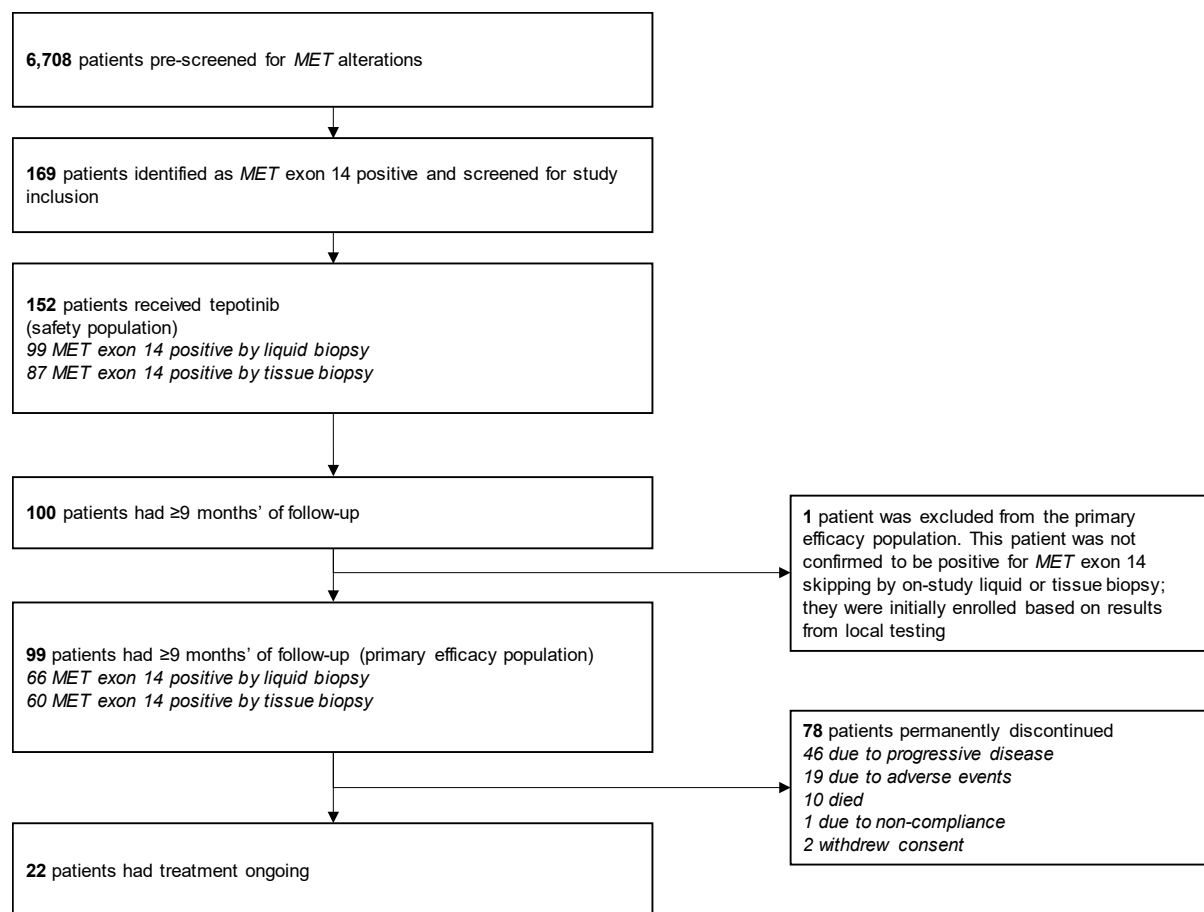 6,708 patients pre-screened for MET alterations
169 patients identified as MET exon 14 positive and screened for study
inclusion
152 patients received tepotinib
(safety population)
99 MET exon 14 positive by liquid biopsy
87 MET exon 14 positive by tissue biopsy
100 patients had ≥9 months’ of follow-up
1 patient was excluded from the primary
efficacy population. This patient was not
confirmed to be positive for MET exon 14
skipping by on-study liquid or tissue biopsy;
they were initially enrolled based on results
from local testing
99 patients had ≥9 months’ of follow-up (primary efficacy population)
66 MET exon 14 positive by liquid biopsy
60 MET exon 14 positive by tissue biopsy
78 patients permanently discontinued
46 due to progressive disease
19 due to adverse events
10 died
1 due to non-compliance
2 withdrew consent
22 patients had treatment ongoing